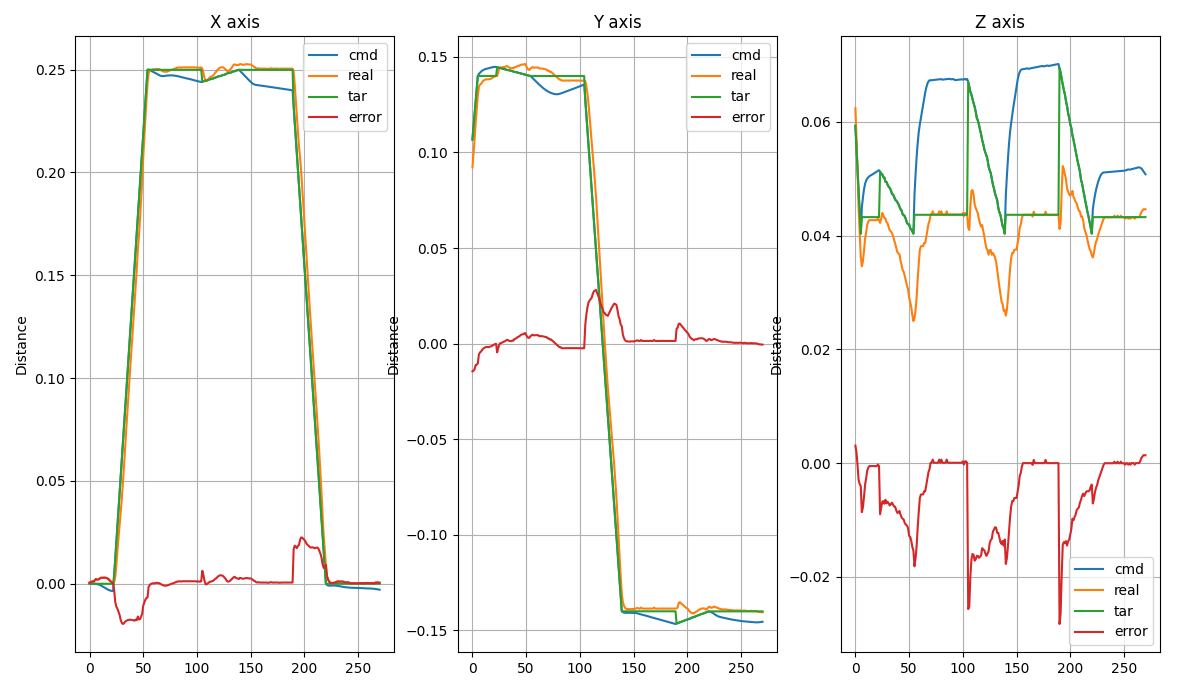 X axis
Distance
0.25
0.20
0.15
0.10
0.05
0.00
0
50
100
150
200
250
cmd
real
tar
error
Y axis
Distance
0.15
0.10
0.05
0.00
−0.05
−0.10
−0.15
0
50
100
150
200
250
cmd
real
tar
error
Z axis
Distance
0.06
0.04
0.02
0.00
−0.02
0
50
100
150
200
250
cmd
real
tar
error